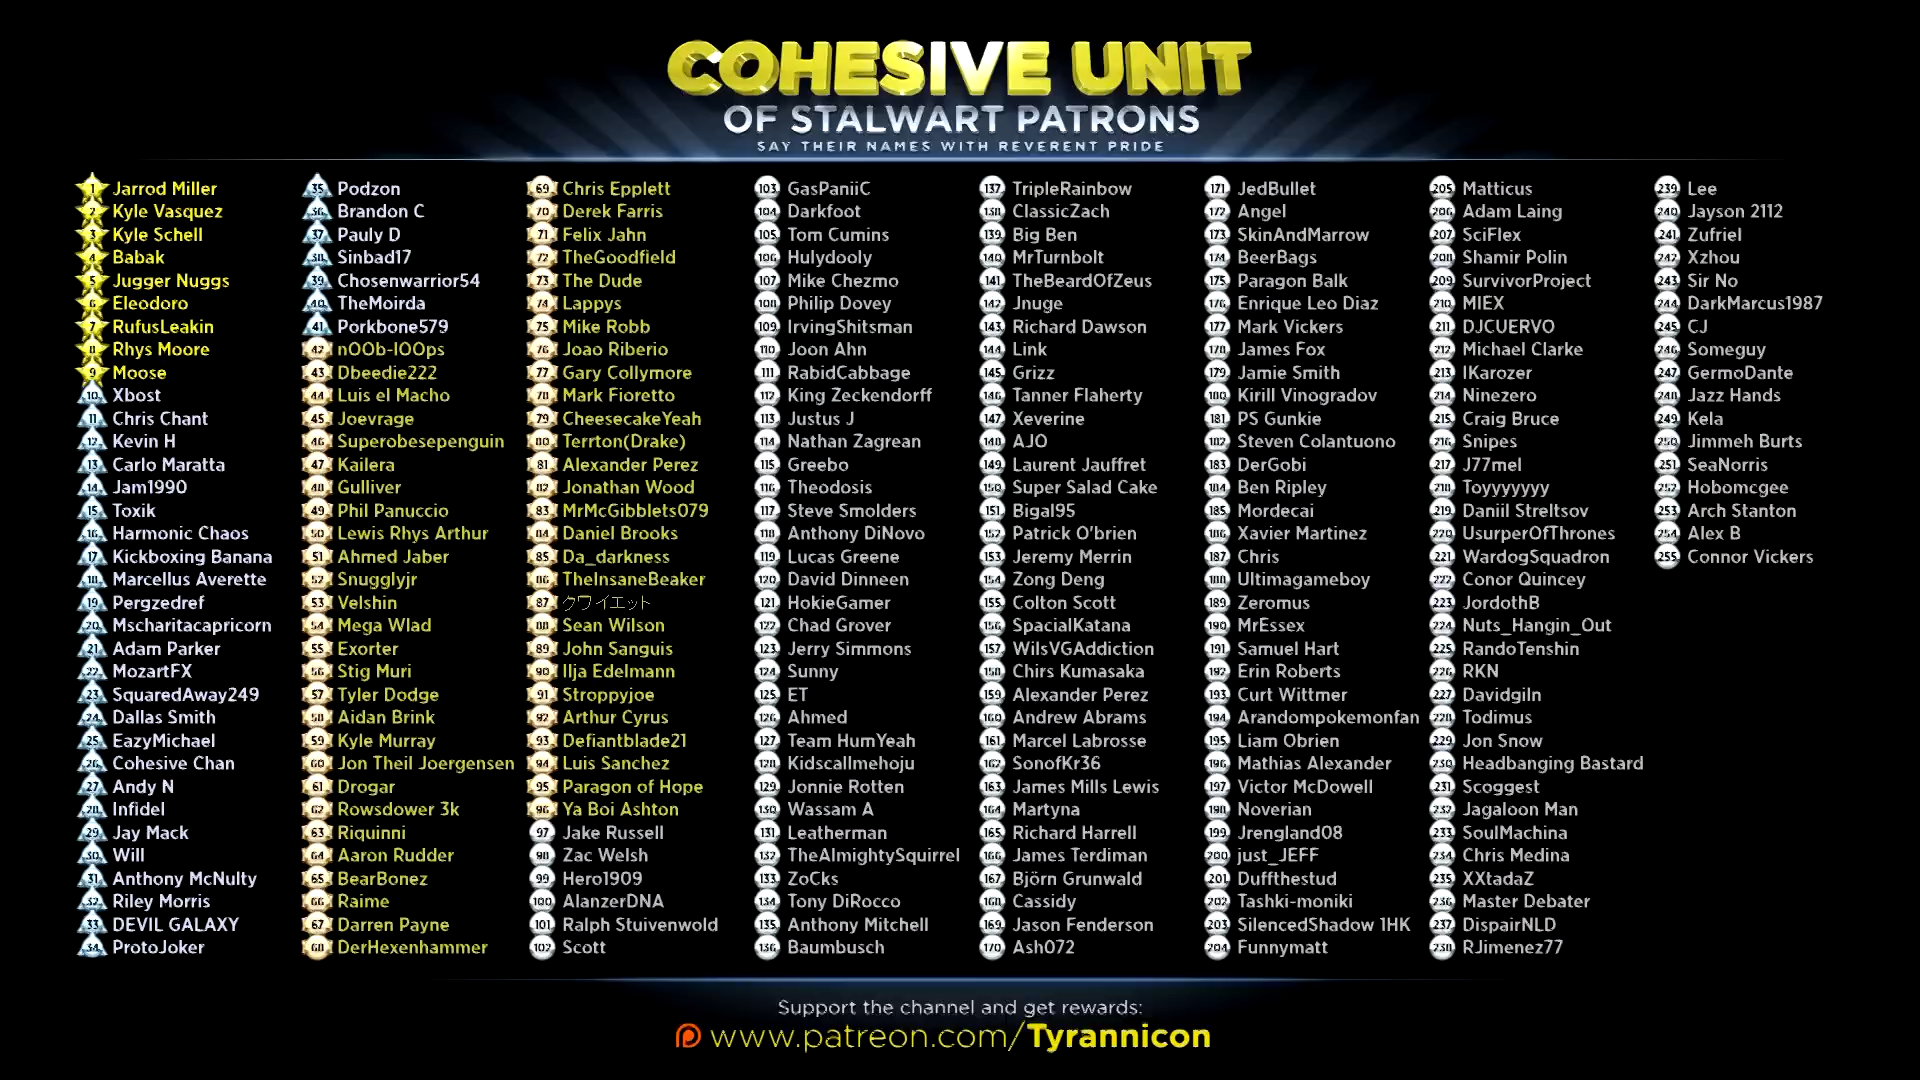 COHESIVE UNIT
OF STALWART PATRONS
SAY THEIR NAMES WITH REVERENT PRIDE
1 Jarrod Miller
2 Kyle Vasquez
3 Kyle Schell
4 Babak
5 Jugger Nuggs
6 Eleodoro
7 RufusLeakin
8 Rhys Moore
9 Moose
10 Xbost
11 Chris Chant
12 Kevin H
13 Carlo Maratta
14 Jam1990
15 Toxik
16 Harmonic Chaos
17 Kickboxing Banana
18 Marcellus Averette
19 Pergzedref
20 Mscharitacapricorn
21 Adam Parker
22 MozartFX
23 SquaredAway249
24 Dallas Smith
25 EazyMichael
26 Cohesive Chan
27 Andy N
28 Infidel
29 Jay Mack
30 Will
31 Anthony McNulty
32 Riley Morris
33 DEVIL GALAXY
34 ProtoJoker
35 Podzon
36 Brandon C
37 Pauly D
38 Sinbad17
39 Chosenwarrior54
40 TheMoirda
41 Porkbone579
42 nOOb-lOOps
43 Dbeedie222
44 Luis el Macho
45 Joevrage
46 Superobesepenguin
47 Kailera
48 Gulliver
49 Phil Panuccio
50 Lewis Rhys Arthur
51 Ahmed Jaber
52 Snugglyjr
53 Velshin
54 Mega Wlad
55 Exorter
56 Stig Muri
57 Tyler Dodge
58 Aidan Brink
59 Kyle Murray
60 Jon Theil Joergensen
61 Drogar
62 Rowsdower 3k
63 Riquinni
64 Aaron Rudder
65 BearBonez
66 Raime
67 Darren Payne
68 DerHexenhammer
69 Chris Epplett
70 Derek Farris
71 Felix Jahn
72 TheGoodfield
73 The Dude
74 Lappys
75 Mike Robb
76 Joao Riberio
77 Gary Collymore
78 Mark Fioretto
79 CheesecakeYeah
80 Terrton(Drake)
81 Alexander Perez
82 Jonathan Wood
83 MrMcGibblets079
84 Daniel Brooks
85 Da_darkness
86 TheInsaneBeaker
87 クワイエット
88 Sean Wilson
89 John Sanguis
90 Ilja Edelmann
91 Stroppyjoe
92 Arthur Cyrus
93 Defiantblade21
94 Luis Sanchez
95 Paragon of Hope
96 Ya Boi Ashton
97 Jake Russell
98 Zac Welsh
99 Hero1909
100 AlanzerDNA
101 Ralph Stuivenwold
102 Scott
103 GasPaniiC
104 Darkfoot
105 Tom Cumins
106 Hulydooly
107 Mike Chezmo
108 Philip Dovey
109 IrvingShitsman
110 Joon Ahn
111 RabidCabbage
112 King Zeckendorff
113 Justus J
114 Nathan Zagrean
115 Greebo
116 Theodosis
117 Steve Smolders
118 Anthony DiNovo
119 Lucas Greene
120 David Dinneen
121 HokieGamer
122 Chad Grover
123 Jerry Simmons
124 Sunny
125 ET
126 Ahmed
127 Team HumYeah
128 Kidscallmehoju
129 Jonnie Rotten
130 Wassam A
131 Leatherman
132 TheAlmightySquirrel
133 ZoCks
134 Tony DiRocco
135 Anthony Mitchell
136 Baumbusch
137 TripleRainbow
138 ClassicZach
139 Big Ben
140 MrTurnbolt
141 TheBeardOfZeus
142 Jnuge
143 Richard Dawson
144 Link
145 Grizz
146 Tanner Flaherty
147 Xeverine
148 AJO
149 Laurent Jauffret
150 Super Salad Cake
151 Bigal95
152 Patrick O'brien
153 Jeremy Merrin
154 Zong Deng
155 Colton Scott
156 SpacialKatana
157 WilsVGAddiction
158 Chirs Kumasaka
159 Alexander Perez
160 Andrew Abrams
161 Marcel Labrosse
162 SonofKr36
163 James Mills Lewis
164 Martyna
165 Richard Harrell
166 James Terdiman
167 Björn Grunwald
168 Cassidy
169 Jason Fenderson
170 Ash072
171 JedBullet
172 Angel
173 SkinAndMarrow
174 BeerBags
175 Paragon Balk
176 Enrique Leo Diaz
177 Mark Vickers
178 James Fox
179 Jamie Smith
180 Kirill Vinogradov
181 PS Gunkie
182 Steven Colantuono
183 DerGobi
184 Ben Ripley
185 Mordecai
186 Xavier Martinez
187 Chris
188 Ultimagameboy
189 Zeromus
190 MrEssex
191 Samuel Hart
192 Erin Roberts
193 Curt Wittmer
194 Arandompokemonfan
195 Liam Obrien
196 Mathias Alexander
197 Victor McDowell
198 Noverian
199 Jrengland08
200 just_JEFF
201 Duffthestud
202 Tashki-moniki
203 SilencedShadow 1HK
204 Funnymatt
205 Matticus
206 Adam Laing
207 SciFlex
208 Shamir Polin
209 SurvivorProject
210 MIEX
211 DJCUERVO
212 Michael Clarke
213 IKarozer
214 Ninezero
215 Craig Bruce
216 Snipes
217 J77mel
218 Toyyyyyyy
219 Daniil Streltsov
220 UsurperOfThrones
221 WardogSquadron
222 Conor Quincey
223 JordothB
224 Nuts_Hangin_Out
225 RandoTenshin
226 RKN
227 Davidgiln
228 Todimus
229 Jon Snow
230 Headbanging Bastard
231 Scoggest
232 Jagaloon Man
233 SoulMachina
234 Chris Medina
235 XXtadaZ
236 Master Debater
237 DispairNLD
238 RJimenez77
239 Lee
240 Jayson 2112
241 Zufriel
242 Xzhou
243 Sir No
244 DarkMarcus1987
245 CJ
246 Someguy
247 GermoDante
248 Jazz Hands
249 Kela
250 Jimmeh Burts
251 SeaNorris
252 Hobomcgee
253 Arch Stanton
254 Alex B
255 Connor Vickers
Support the channel and get rewards:
www.patreon.com/Tyrannicon